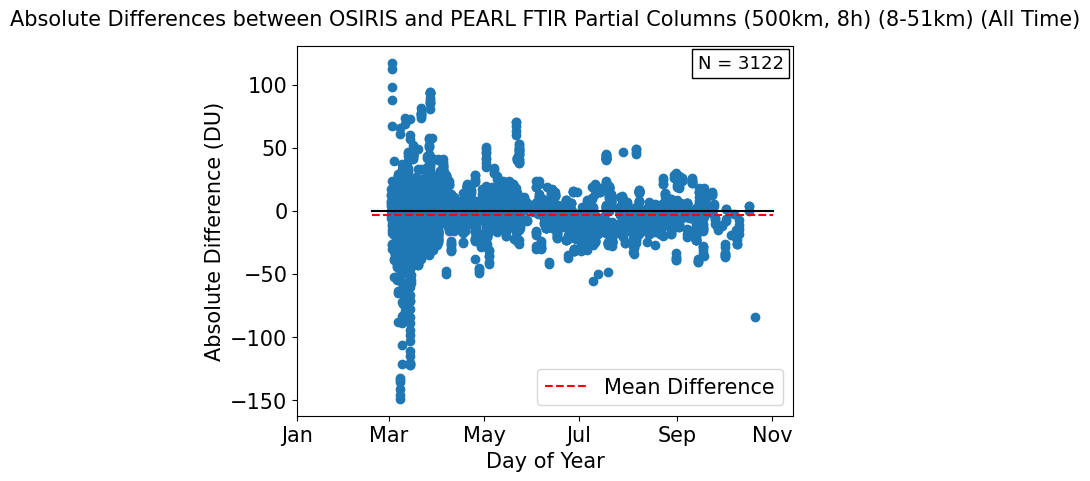 Absolute Differences between OSIRIS and PEARL FTIR Partial Columns (500km, 8h) (8-51km) (All Time)
N = 3122
Absolute Difference (DU)
100
50
0
−50
−100
−150
Mean Difference
Jan Mar May Jul Sep Nov
Day of Year